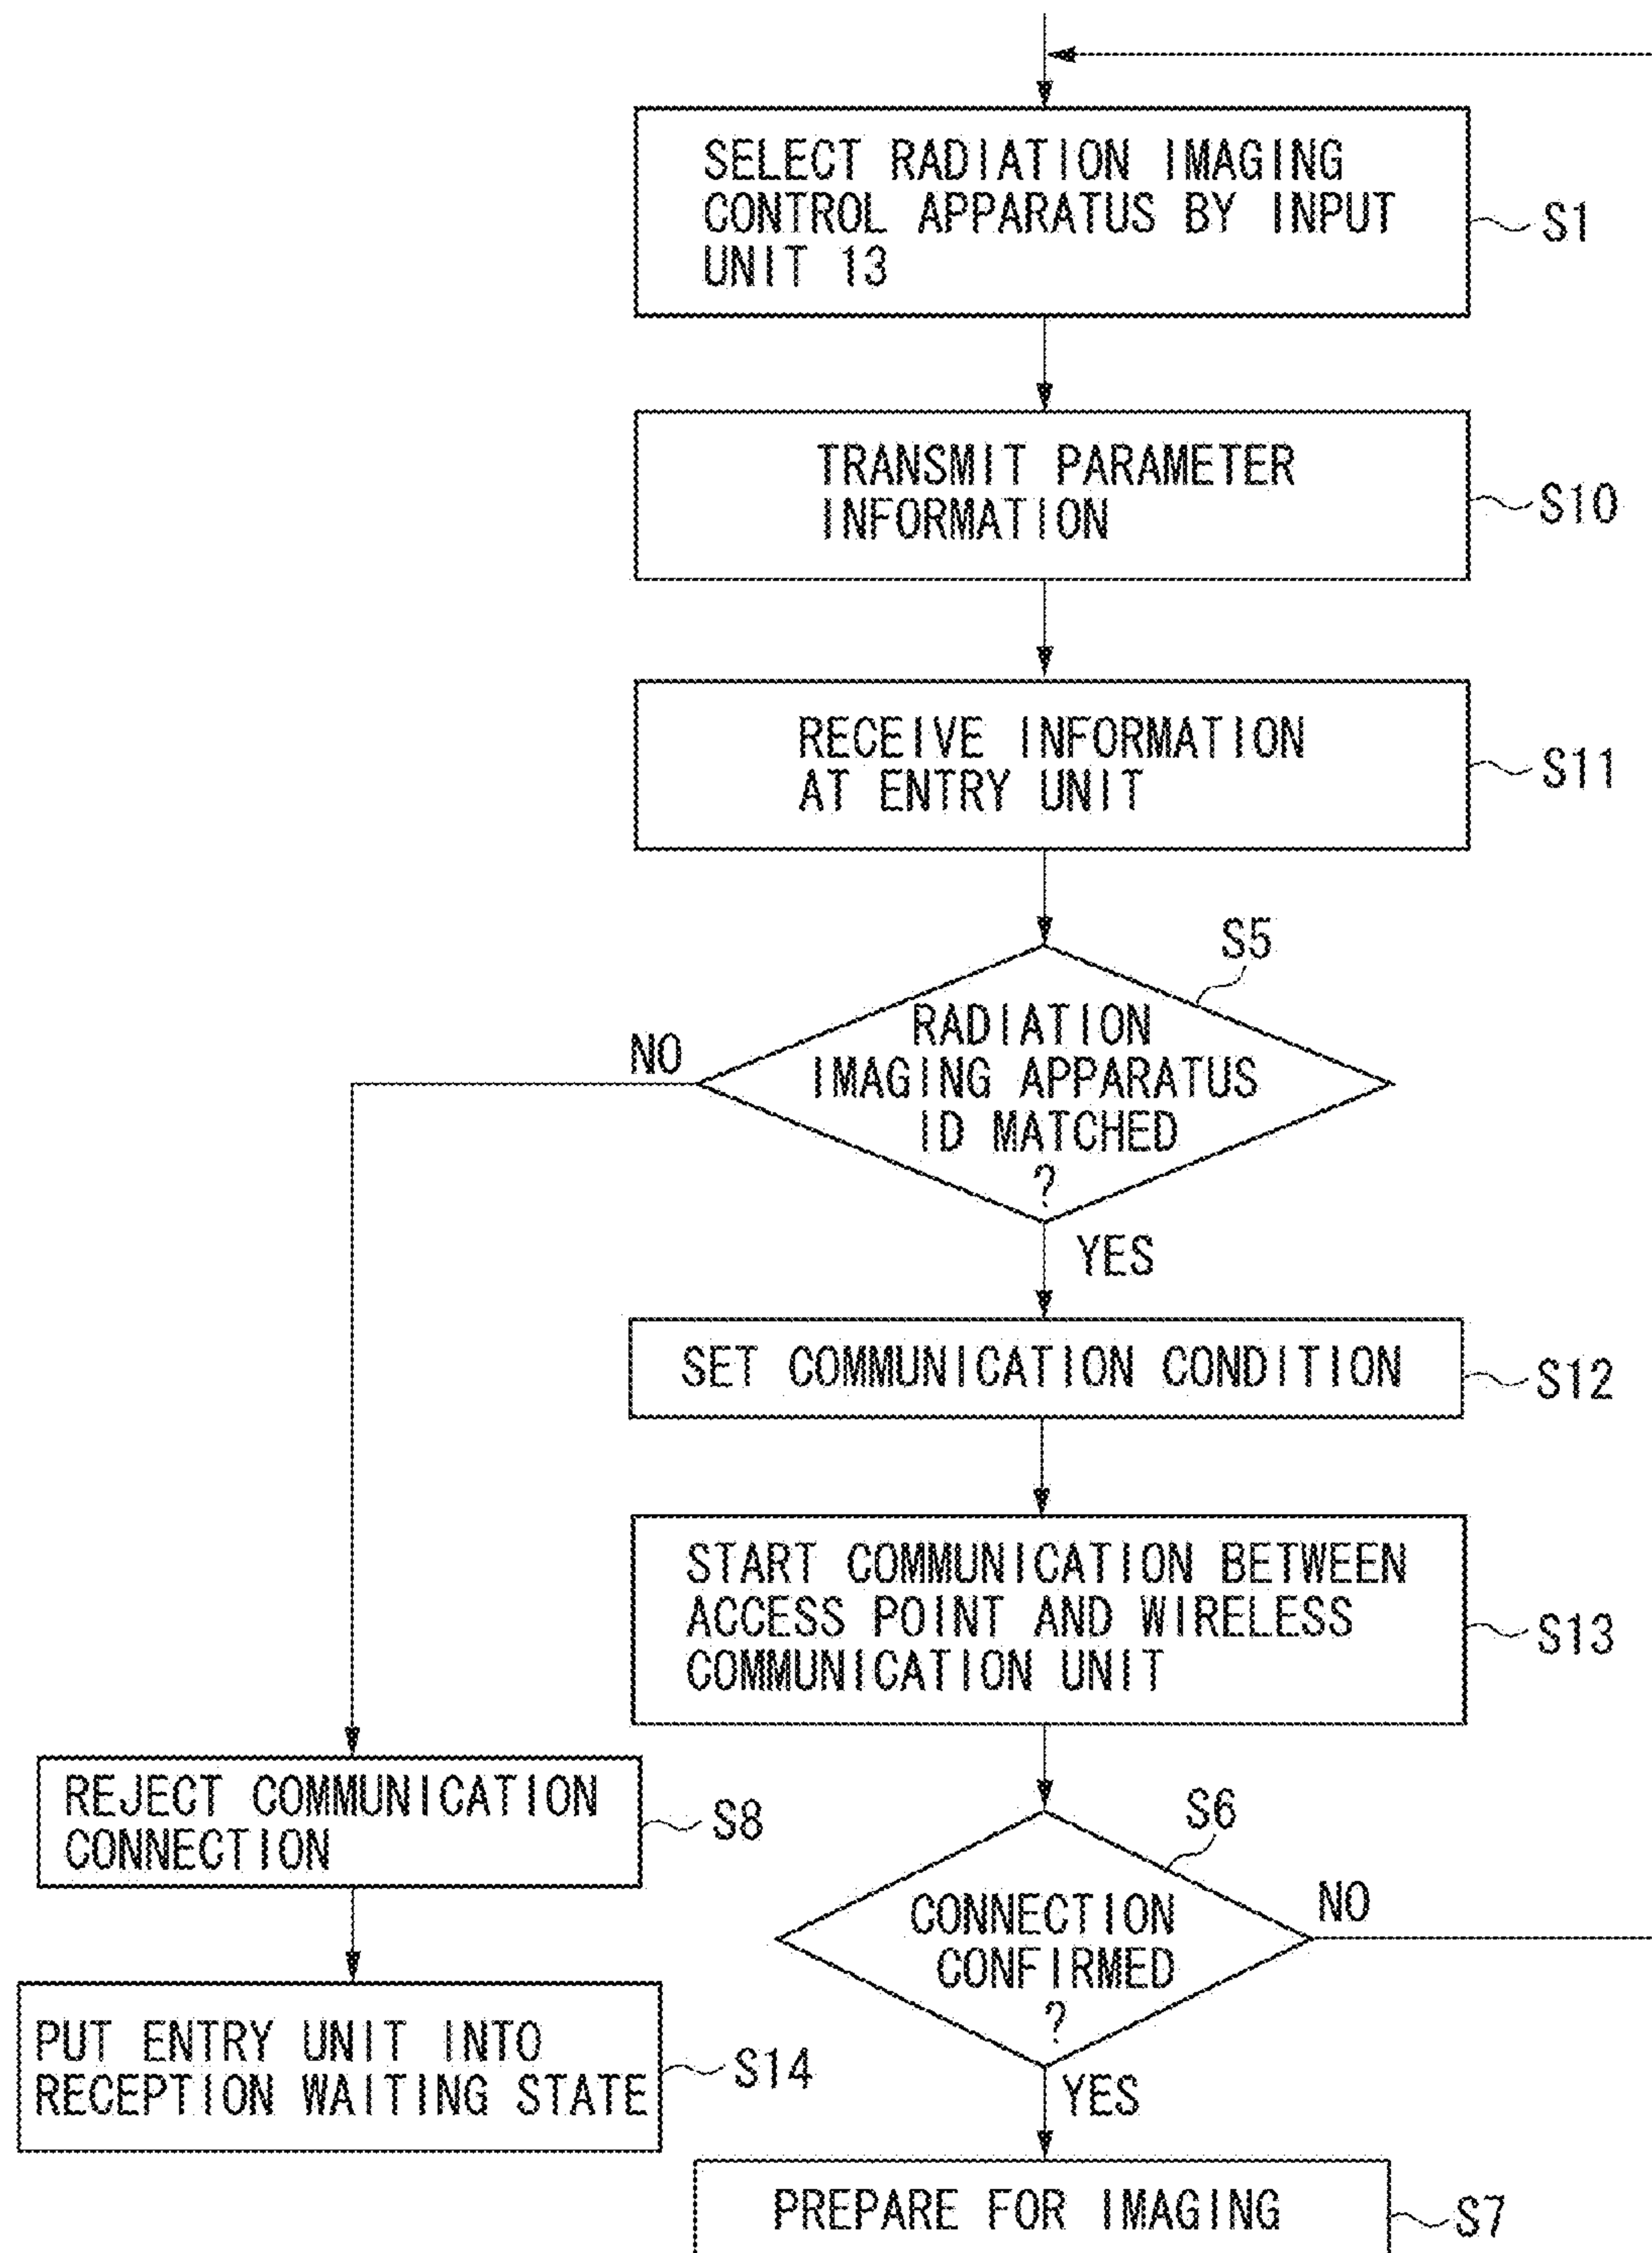 SELECT RADIATION IMAGING
CONTROL APPARATUS BY INPUT
UNIT 13
S1
TRANSMIT PARAMETER
INFORMATION
S10
RECEIVE INFORMATION
AT ENTRY UNIT
S11
S5
RADIATION
IMAGING APPARATUS
ID MATCHED
?
NO
YES
SET COMMUNICATION CONDITION
S12
START COMMUNICATION BETWEEN
ACCESS POINT AND WIRELESS
COMMUNICATION UNIT
S13
REJECT COMMUNICATION
CONNECTION
S8
S6
CONNECTION
CONFIRMED
?
NO
YES
PUT ENTRY UNIT INTO
RECEPTION WAITING STATE
S14
PREPARE FOR IMAGING
S7